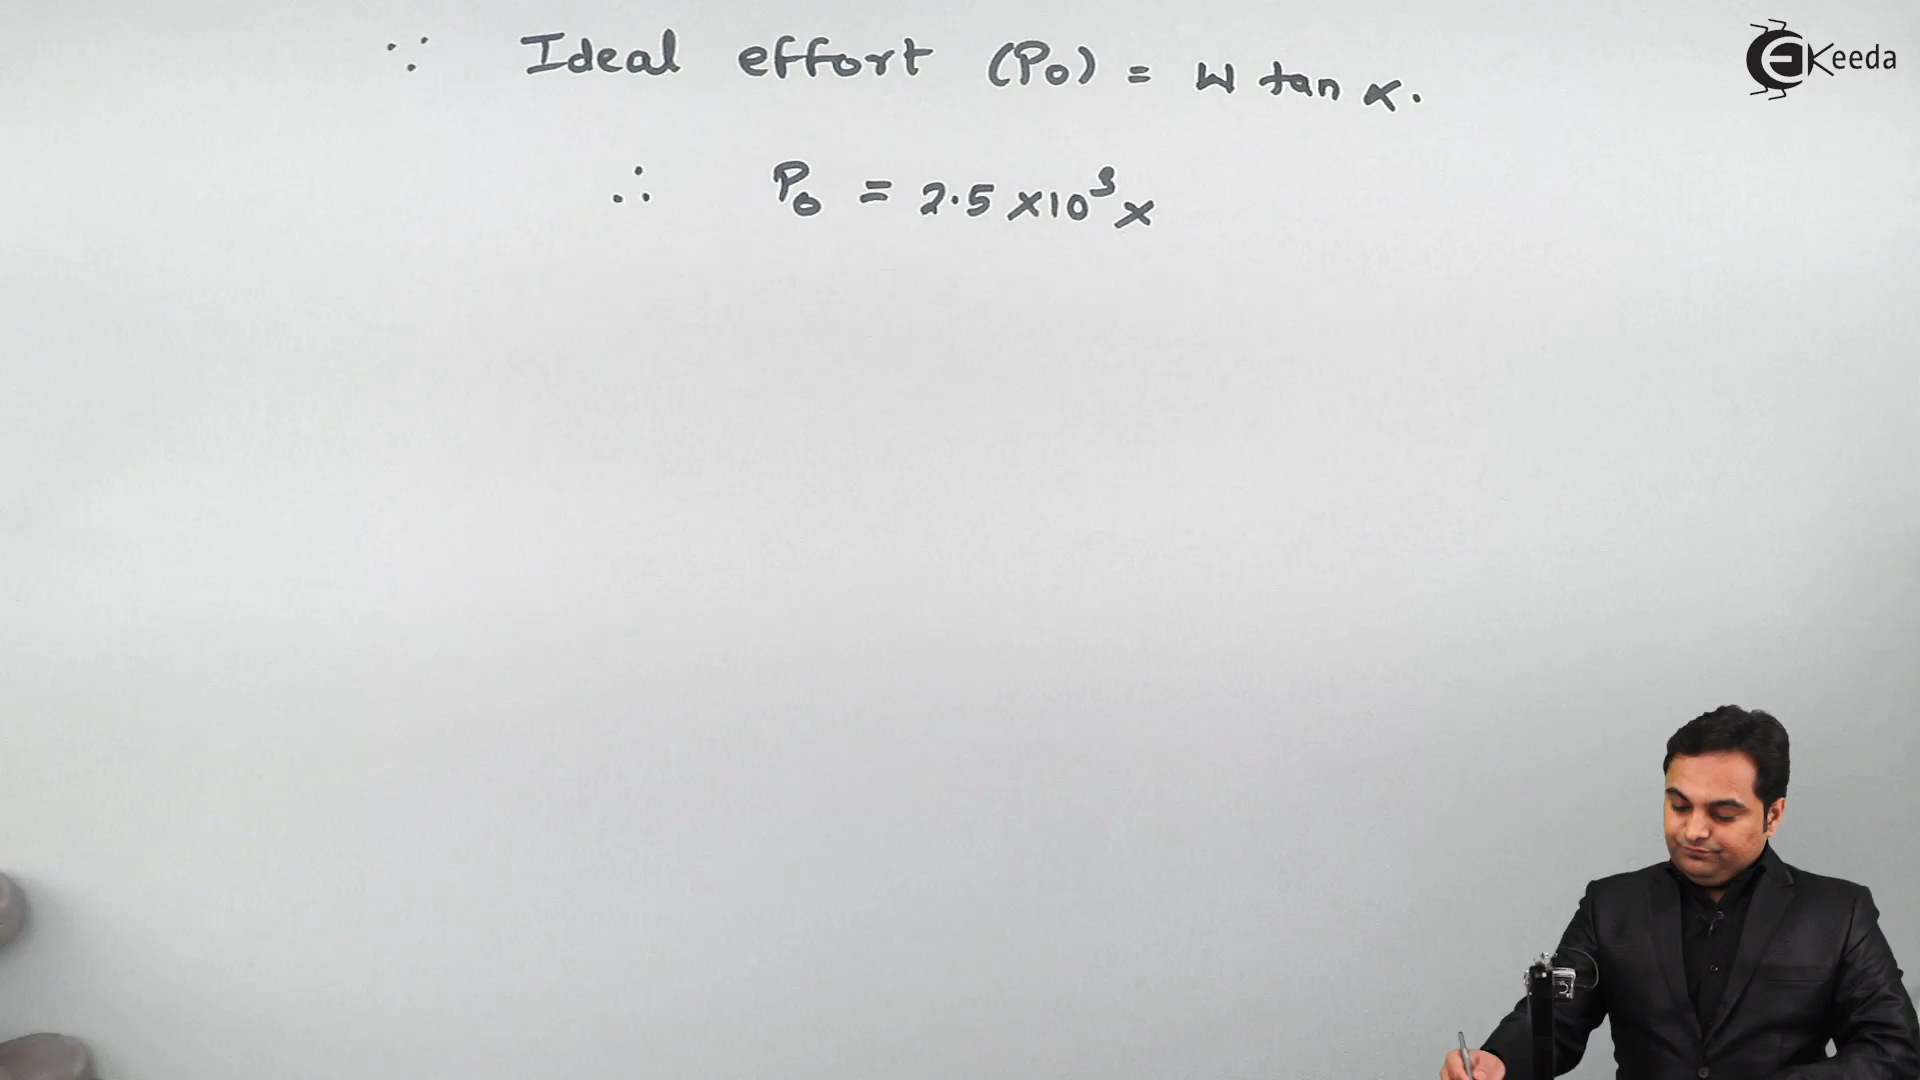 ∵ Ideal effort (P₀) = W tan α.
∴ P₀ = 2.5 × 10³ ×
Ekeeda